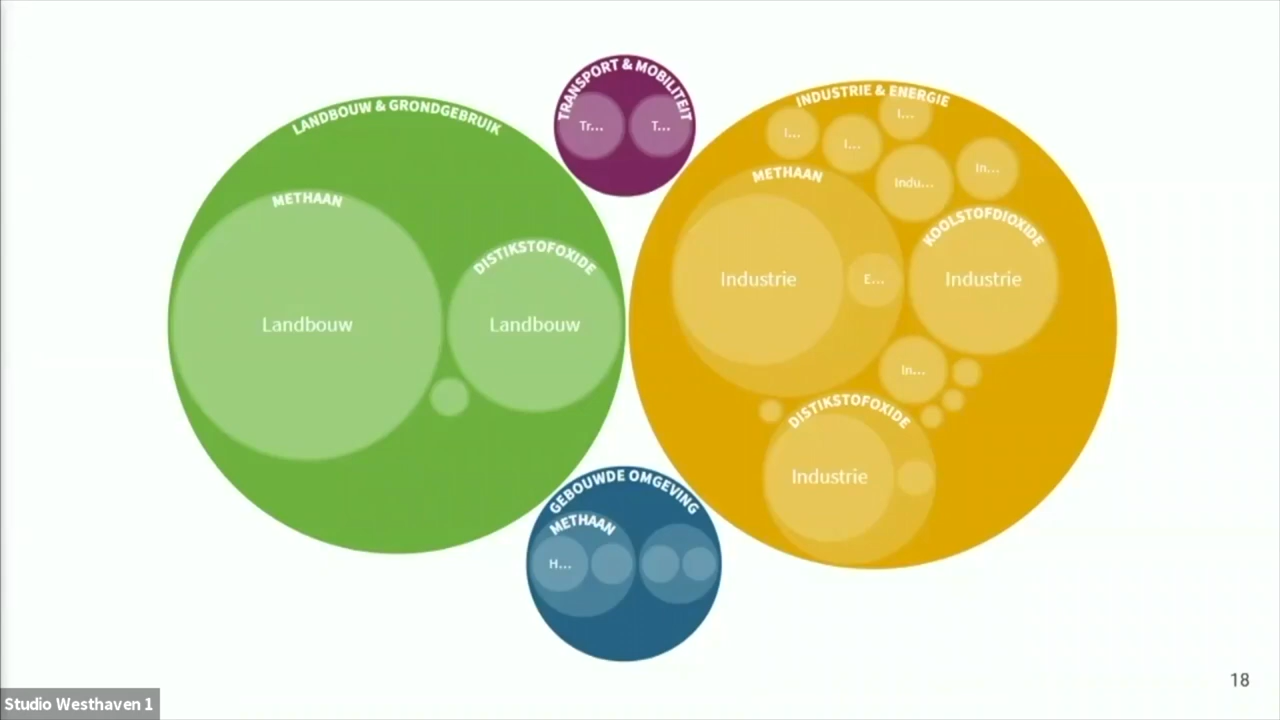 TRANSPORT & MOBILITEIT
Tr...
T...
LANDBOUW & GRONDGEBRUIK
METHAAN
Landbouw
DISTIKSTOFOXIDE
Landbouw
INDUSTRIE & ENERGIE
I...
I...
I...
Indu...
In...
METHAAN
Industrie
E...
KOOLSTOFDIOXIDE
Industrie
In...
DISTIKSTOFOXIDE
Industrie
GEBOUWDE OMGEVING
METHAAN
H...
18
Studio Westhaven 1